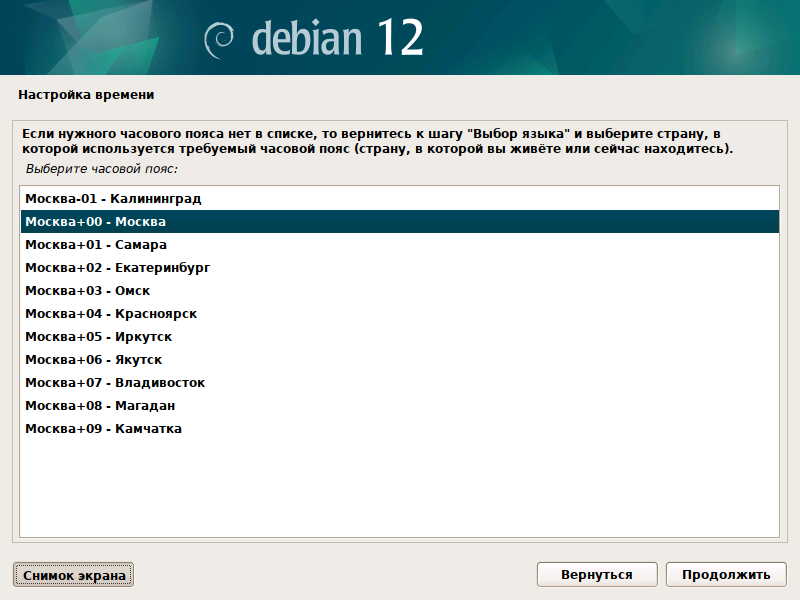 debian 12
Настройка времени
Если нужного часового пояса нет в списке, то вернитесь к шагу "Выбор языка" и выберите страну, в
которой используется требуемый часовой пояс (страну, в которой вы живёте или сейчас находитесь).
Выберите часовой пояс:
Москва-01 - Калининград
Москва+00 - Москва
Москва+01 - Самара
Москва+02 - Екатеринбург
Москва+03 - Омск
Москва+04 - Красноярск
Москва+05 - Иркутск
Москва+06 - Якутск
Москва+07 - Владивосток
Москва+08 - Магадан
Москва+09 - Камчатка
Снимок экрана
Вернуться
Продолжить